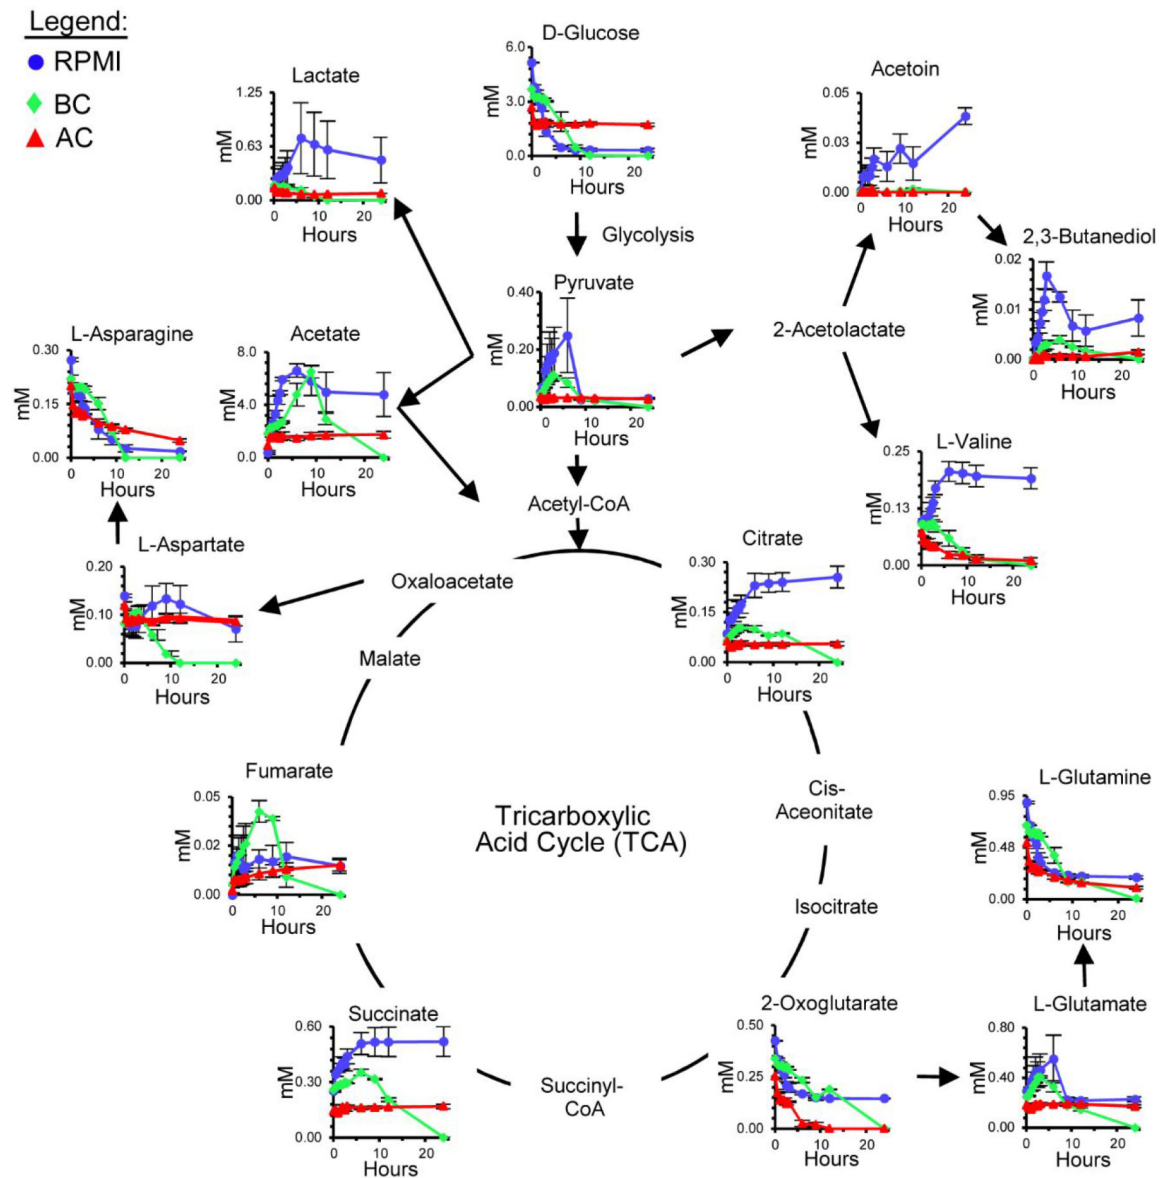 Legend:
RPMI
BC
AC
Lactate
1.25
0.63
0.00
mM
0 10 20
Hours
D-Glucose
6.0
3.0
0.0
mM
0 10 20
Hours
Glycolysis
Acetoin
0.05
0.03
0.00
mM
0 10 20
Hours
2,3-Butanediol
0.02
0.01
0.00
mM
0 10 20
Hours
L-Asparagine
0.30
0.15
0.00
mM
0 10 20
Hours
Acetate
8.0
4.0
0.0
mM
0 10 20
Hours
Pyruvate
0.40
0.20
0.00
mM
0 10 20
Hours
2-Acetolactate
L-Valine
0.25
0.13
0.00
mM
0 10 20
Hours
Acetyl-CoA
L-Aspartate
0.20
0.10
0.00
mM
0 10 20
Hours
Oxaloacetate
Malate
Citrate
0.30
0.15
0.00
mM
0 10 20
Hours
Fumarate
0.05
0.02
0.00
mM
0 10 20
Hours
Tricarboxylic
Acid Cycle (TCA)
Cis-
Aceonitate
Isocitrate
L-Glutamine
0.95
0.48
0.00
mM
0 10 20
Hours
Succinate
0.60
0.30
0.00
mM
0 10 20
Hours
Succinyl-
CoA
2-Oxoglutarate
0.50
0.25
0.00
mM
0 10 20
Hours
L-Glutamate
0.80
0.40
0.00
mM
0 10 20
Hours